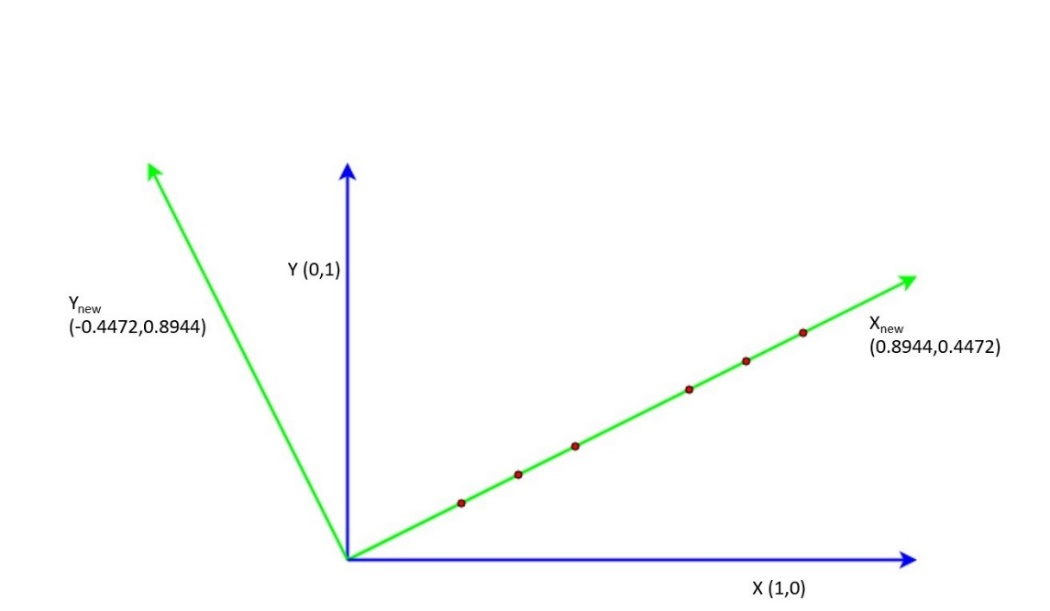 Y (0,1)
Ynew
(-0.4472,0.8944)
Xnew
(0.8944,0.4472)
X (1,0)